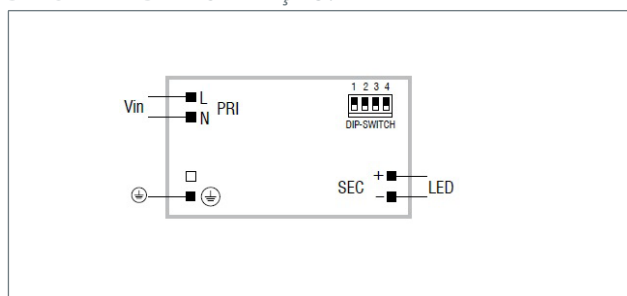 Vin
L
N
PRI
1 2 3 4
DIP-SWITCH
SEC
+
-
LED